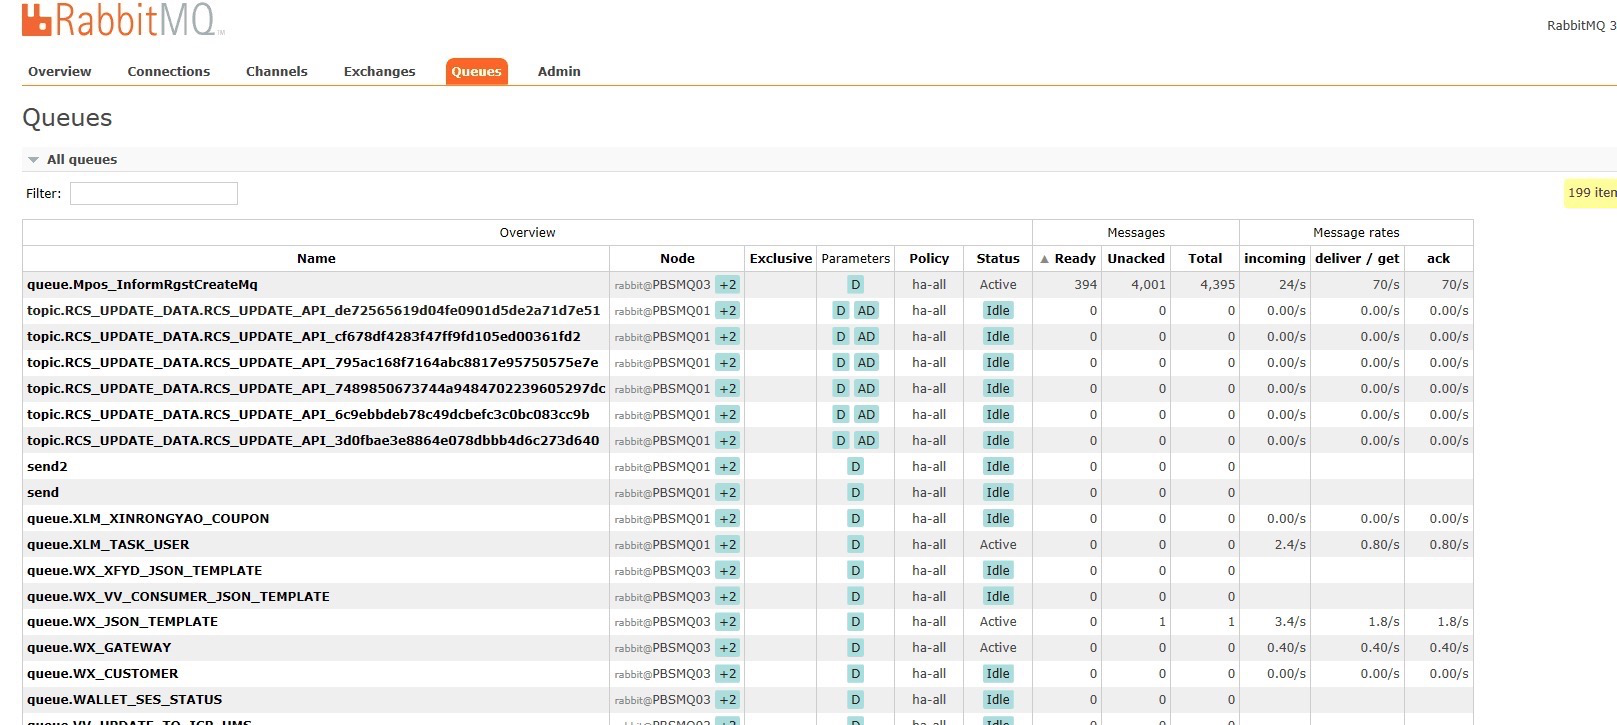 RabbitMQ TM
RabbitMQ 3
Overview Connections Channels Exchanges Queues Admin
Queues
All queues
Filter:
199 item
Overview Messages Message rates
Name Node Exclusive Parameters Policy Status Ready Unacked Total incoming deliver / get ack
queue.Mpos_InformRgstCreateMq rabbit@PBSMQ03 +2 D ha-all Active 394 4,001 4,395 24/s 70/s 70/s
topic.RCS_UPDATE_DATA.RCS_UPDATE_API_de72565619d04fe0901d5de2a71d7e51 rabbit@PBSMQ01 +2 D AD ha-all Idle 0 0 0 0.00/s 0.00/s 0.00/s
topic.RCS_UPDATE_DATA.RCS_UPDATE_API_cf678df4283f47ff9fd105ed00361fd2 rabbit@PBSMQ01 +2 D AD ha-all Idle 0 0 0 0.00/s 0.00/s 0.00/s
topic.RCS_UPDATE_DATA.RCS_UPDATE_API_795ac168f7164abc8817e95750575e7e rabbit@PBSMQ01 +2 D AD ha-all Idle 0 0 0 0.00/s 0.00/s 0.00/s
topic.RCS_UPDATE_DATA.RCS_UPDATE_API_7489850673744a9484702239605297dc rabbit@PBSMQ01 +2 D AD ha-all Idle 0 0 0 0.00/s 0.00/s 0.00/s
topic.RCS_UPDATE_DATA.RCS_UPDATE_API_6c9ebbdeb78c49dcbefc3c0bc083cc9b rabbit@PBSMQ01 +2 D AD ha-all Idle 0 0 0 0.00/s 0.00/s 0.00/s
topic.RCS_UPDATE_DATA.RCS_UPDATE_API_3d0fbae3e8864e078dbbb4d6c273d640 rabbit@PBSMQ01 +2 D AD ha-all Idle 0 0 0 0.00/s 0.00/s 0.00/s
send2 rabbit@PBSMQ01 +2 D ha-all Idle 0 0 0
send rabbit@PBSMQ01 +2 D ha-all Idle 0 0 0
queue.XLM_XINRONGYAO_COUPON rabbit@PBSMQ01 +2 D ha-all Idle 0 0 0 0.00/s 0.00/s 0.00/s
queue.XLM_TASK_USER rabbit@PBSMQ01 +2 D ha-all Active 0 0 0 2.4/s 0.80/s 0.80/s
queue.WX_XFYD_JSON_TEMPLATE rabbit@PBSMQ03 +2 D ha-all Idle 0 0 0
queue.WX_VV_CONSUMER_JSON_TEMPLATE rabbit@PBSMQ03 +2 D ha-all Idle 0 0 0
queue.WX_JSON_TEMPLATE rabbit@PBSMQ03 +2 D ha-all Active 0 1 1 3.4/s 1.8/s 1.8/s
queue.WX_GATEWAY rabbit@PBSMQ03 +2 D ha-all Active 0 0 0 0.40/s 0.40/s 0.40/s
queue.WX_CUSTOMER rabbit@PBSMQ03 +2 D ha-all Idle 0 0 0 0.00/s 0.00/s 0.00/s
queue.WALLET_SES_STATUS rabbit@PBSMQ03 +2 D ha-all Idle 0 0 0
queue.VV_UPDATE_TO_ICP_UMS rabbit@PBSMQ03 +2 D ha-all Idle 0 0 0